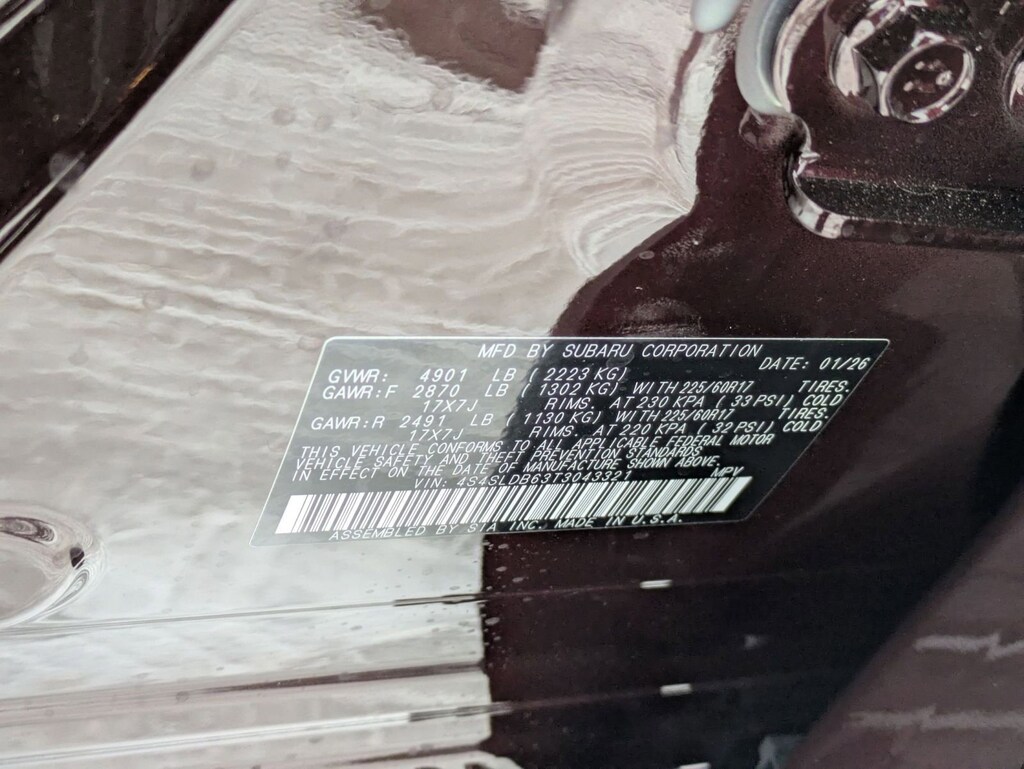 MFD BY SUBARU CORPORATION
DATE: 01/26
GVWR: 4901 LB ( 2223 KG)
GAWR:F 2870 LB ( 1302 KG) WITH 225/60R17 TIRES.
17X7J RIMS. AT 230 KPA ( 33 PSI) COLD
GAWR:R 2491 LB ( 1130 KG) WITH 225/60R17 TIRES.
17X7J RIMS. AT 220 KPA ( 32 PSI) COLD
THIS VEHICLE CONFORMS TO ALL APPLICABLE FEDERAL MOTOR
VEHICLE SAFETY AND THEFT PREVENTION STANDARDS
IN EFFECT ON THE DATE OF MANUFACTURE SHOWN ABOVE.
VIN: 4S4SLDB63T3043321 MPV
ASSEMBLED BY SIA INC. MADE IN U.S.A.